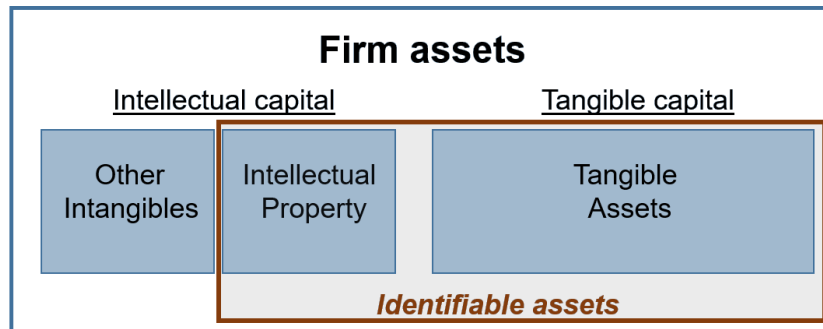 Firm assets
Intellectual capital
Tangible capital
Other
Intangibles
Intellectual
Property
Tangible
Assets
Identifiable assets